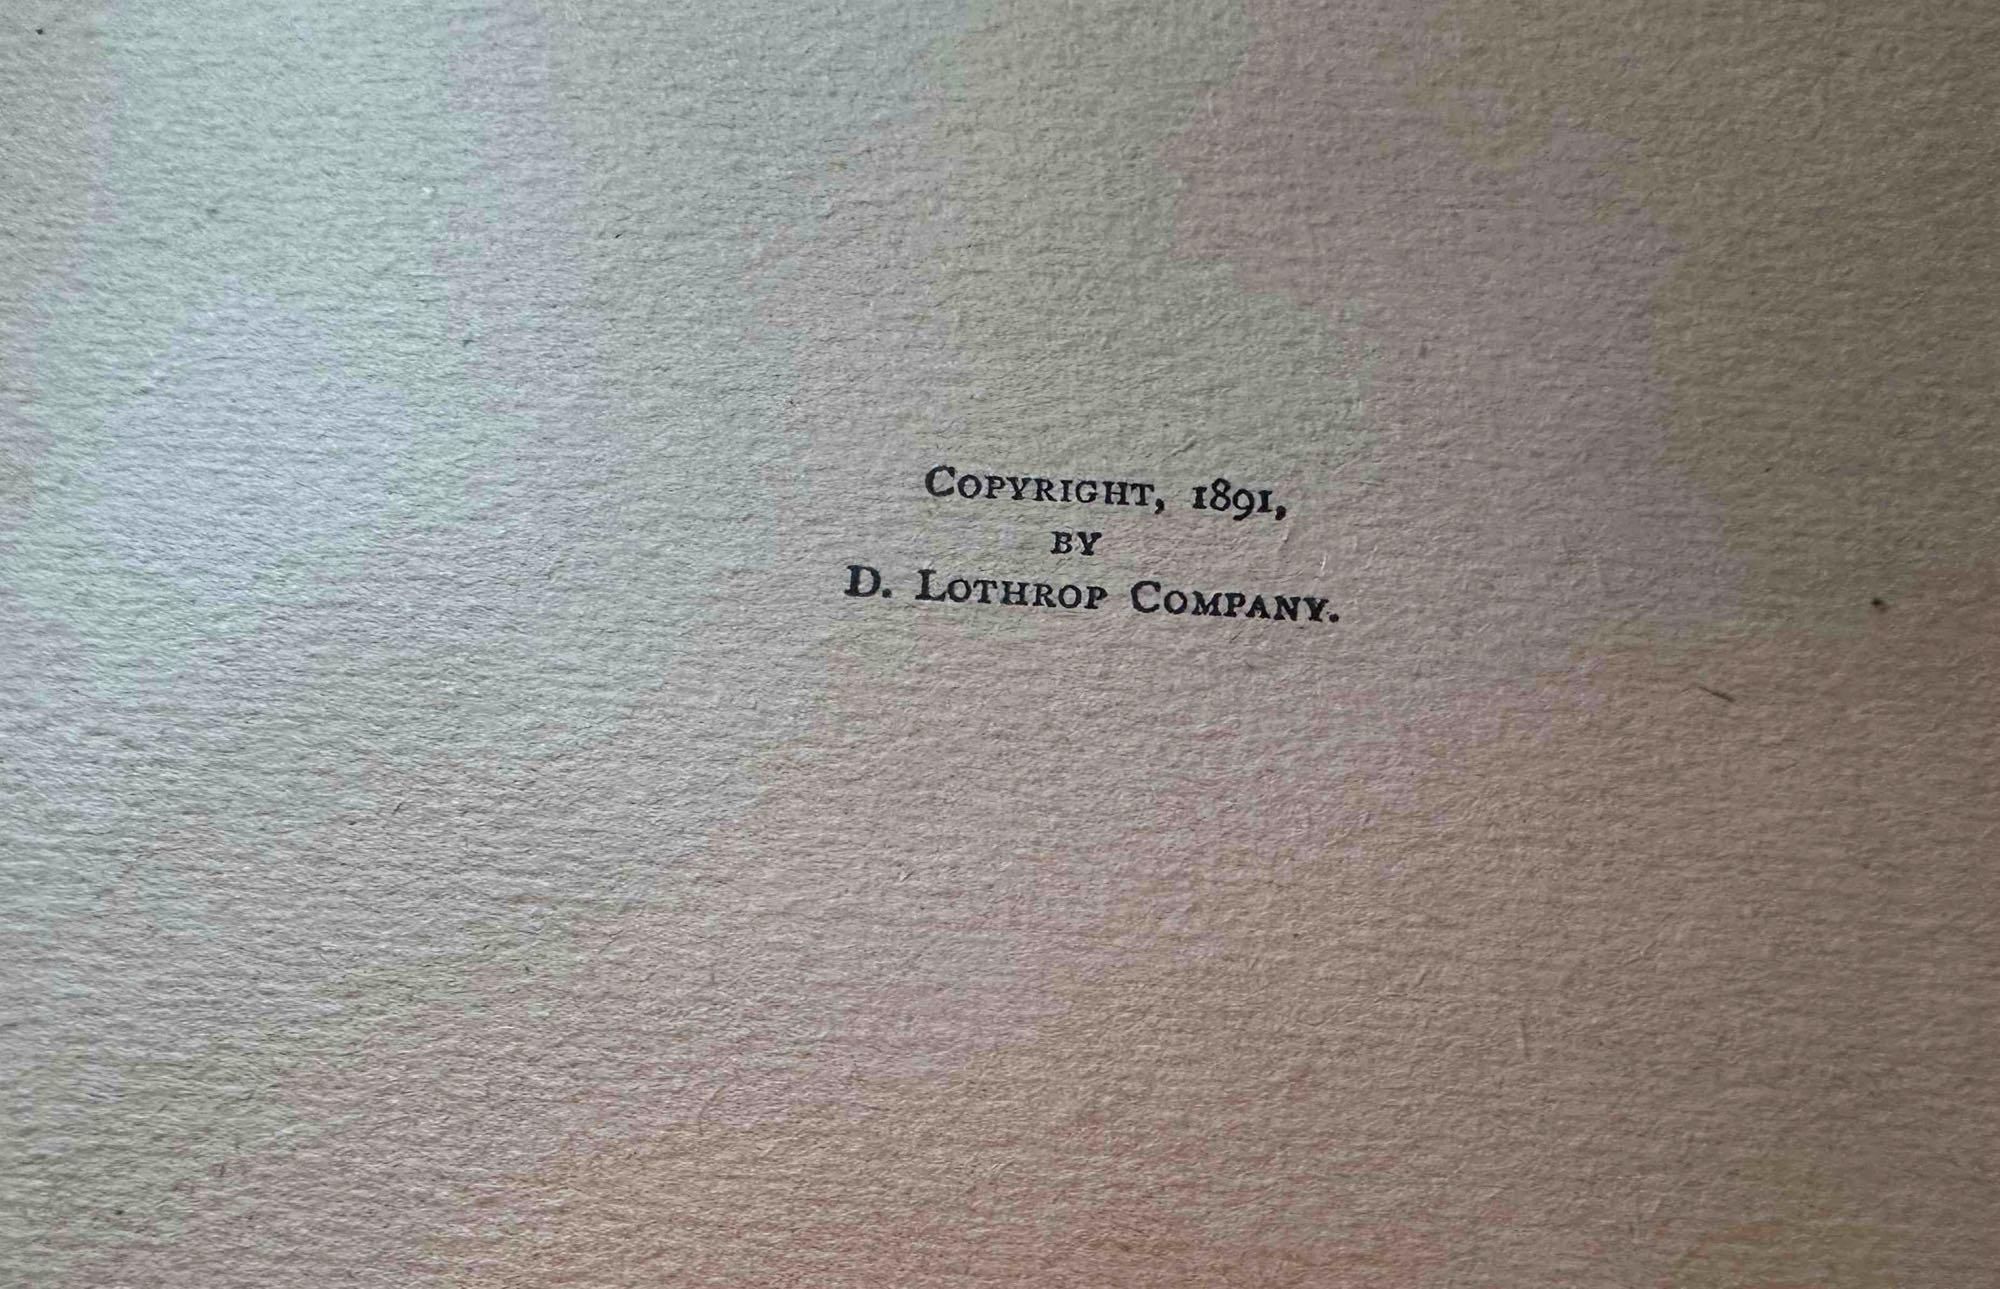 Copyright, 1891,
by
D. Lothrop Company.